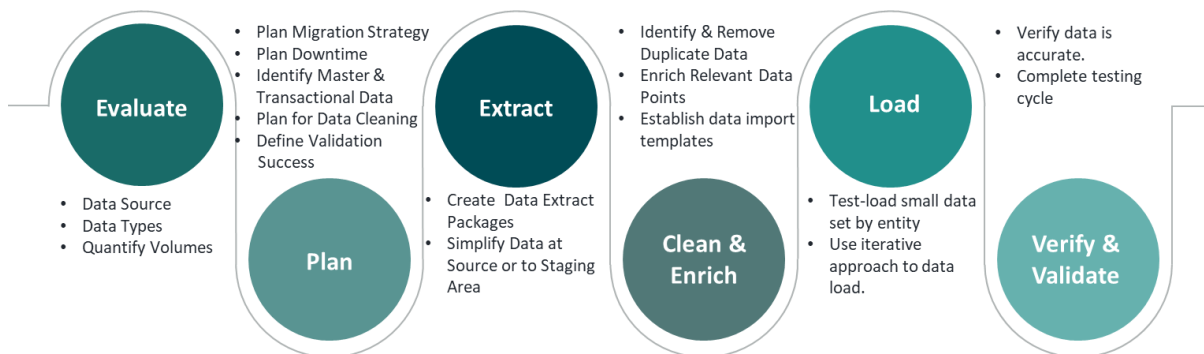 Evaluate
• Data Source
• Data Types
• Quantify Volumes
• Plan Migration Strategy
• Plan Downtime
• Identify Master &
Transactional Data
• Plan for Data Cleaning
• Define Validation
Success
Plan
Extract
• Create Data Extract
Packages
• Simplify Data at
Source or to Staging
Area
• Identify & Remove
Duplicate Data
• Enrich Relevant Data
Points
• Establish data import
templates
Clean &
Enrich
Load
• Test-load small data
set by entity
• Use iterative
approach to data
load.
• Verify data is
accurate.
• Complete testing
cycle
Verify &
Validate